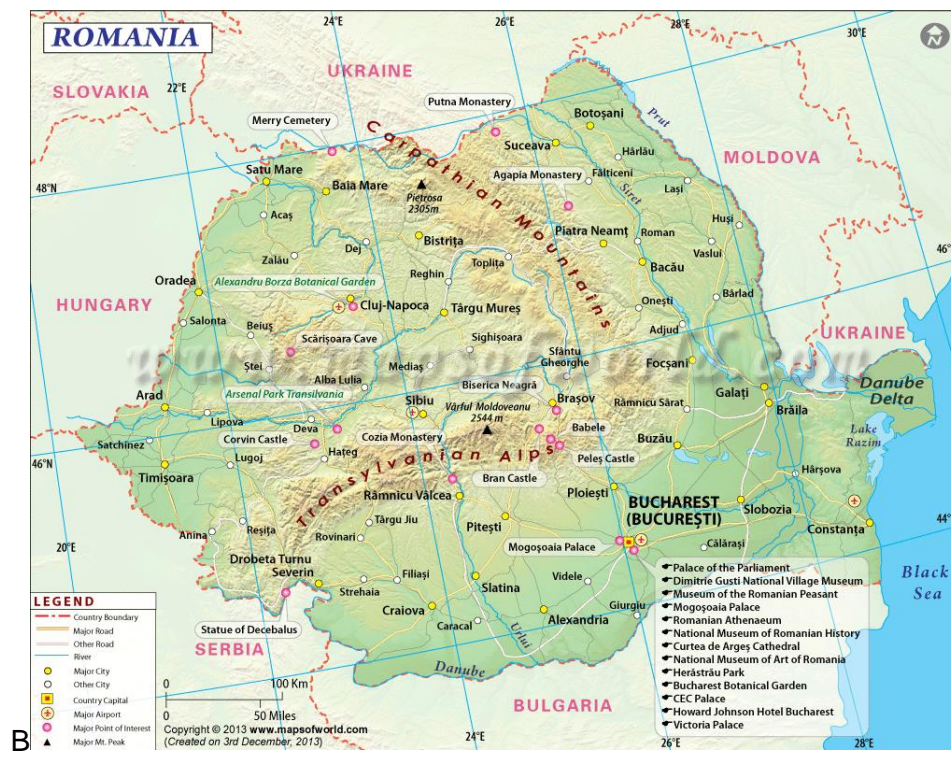 ROMANIA
24°E
26°E
28°E
30°E
N
UKRAINE
SLOVAKIA
22°E
Putna Monastery
Merry Cemetery
Botoşani
Prut
Suceava
Hârlău
MOLDOVA
Carpathian Mountains
Satu Mare
Agapia Monastery
Fălticeni
48°N
Baia Mare
Pietrosa
2305m
Siret
Laşi
Acaş
Huşi
Piatra Neamţ
Roman
Bistriţa
Dej
Vaslui
Zalău
Topliţa
46°
Bacău
Reghin
Oradea
Alexandru Borza Botanical Garden
HUNGARY
Cluj-Napoca
Târgu Mureş
Oneşti
Bârlad
Salonta
Beiuş
Adjud
UKRAINE
Scărişoara Cave
Sighişoara
www.mapsofworld.com
Sfântu
Gheorghe
Focşani
Ştei
Mediaş
Alba Lulia
Biserica Neagră
Galaţi
Danube
Delta
Arad
Arsenal Park Transilvania
Sibiu
Vârful Moldoveanu
2544 m
Braşov
Râmnicu Sărat
Brăila
Lipova
Deva
Babele
Lake
Razim
Satchinez
Corvin Castle
Cozia Monastery
Buzău
Haţeg
Peleş Castle
46°N
Lugoj
Transylvanian Alps
Hârşova
Timişoara
Bran Castle
Ploieşti
Râmnicu Vâlcea
BUCHAREST
(BUCUREŞTI)
Slobozia
Târgu Jiu
Piteşti
Constanţa
44°
Anina
Reşiţa
Rovinari
20°E
Mogoşoaia Palace
Călăraşi
Drobeta Turnu
Severin
Filiaşi
Slatina
Videle
Strehaia
Black
Sea
Craiova
Giurgiu
Alexandria
Caracal
Urlui
Statue of Decebalus
SERBIA
Danube
BULGARIA
Palace of the Parliament
Dimitrie Gusti National Village Museum
Museum of the Romanian Peasant
Mogoşoaia Palace
Romanian Athenaeum
National Museum of Romanian History
Curtea de Argeş Cathedral
National Museum of Art of Romania
Herăstrău Park
Bucharest Botanical Garden
CEC Palace
Howard Johnson Hotel Bucharest
Victoria Palace
LEGEND
Country Boundary
Major Road
Other Road
River
Major City
Other City
Country Capital
Major Airport
Major Point of Interest
Major Mt. Peak
0 100 Km
0 50 Miles
Copyright © 2013 www.mapsofworld.com
(Created on 3rd December, 2013)
24°E
26°E
28°E
B